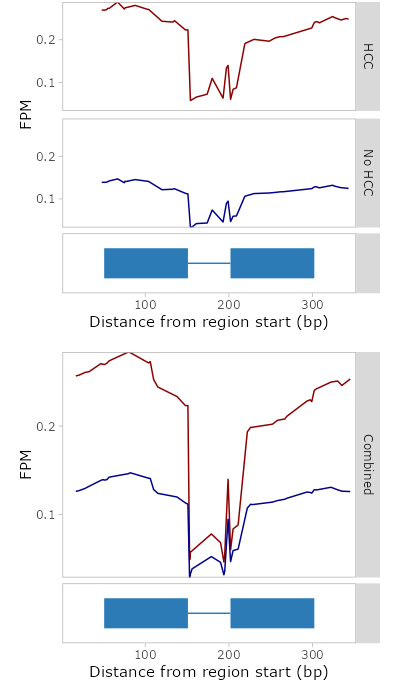 0.2
0.1
HCC
FPM
0.2
0.1
No HCC
100 200 300
Distance from region start (bp)
0.2
0.1
FPM
Combined
100 200 300
Distance from region start (bp)